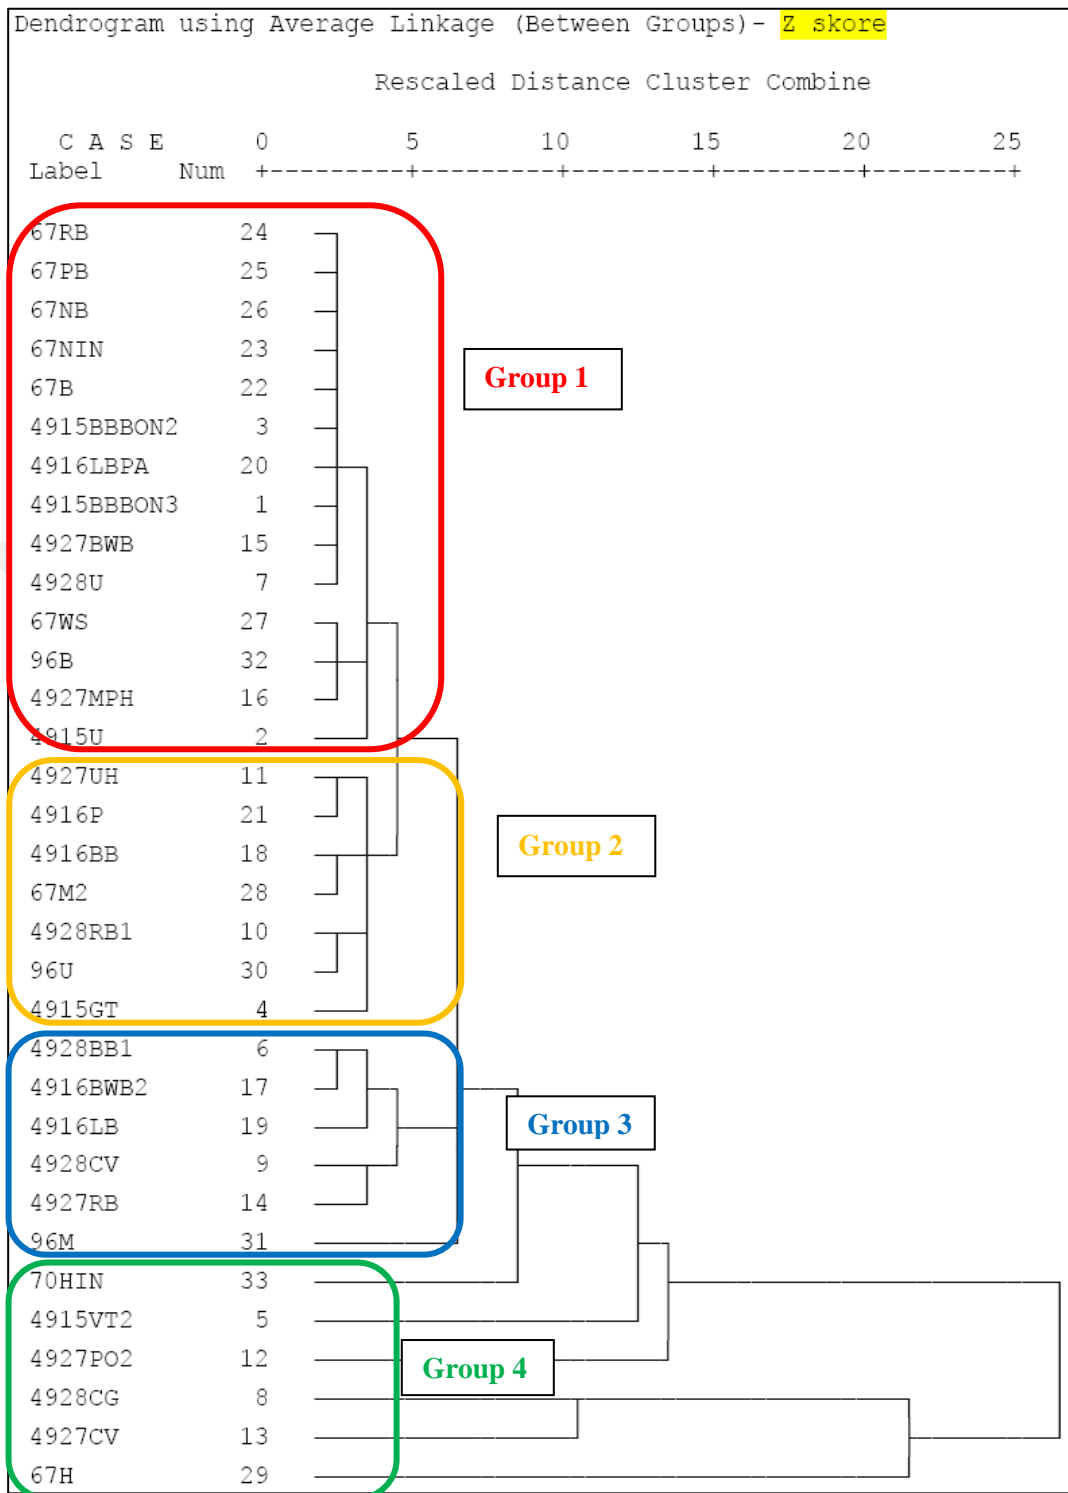 Dendrogram using Average Linkage (Between Groups)- Z skore
Rescaled Distance Cluster Combine
C A S E 0 5 10 15 20 25
Label Num +---------+---------+---------+---------+---------+
67RB 24
67PB 25
67NB 26
67NIN 23
67B 22
4915BBBON2 3
4916LBPA 20
4915BBBON3 1
4927BWB 15
4928U 7
67WS 27
96B 32
4927MPH 16
4915U 2
4927UH 11
4916P 21
4916BB 18
67M2 28
4928RB1 10
96U 30
4915GT 4
4928BB1 6
4916BWB2 17
4916LB 19
4928CV 9
4927RB 14
96M 31
70HIN 33
4915VT2 5
4927PO2 12
4928CG 8
4927CV 13
67H 29
Group 1
Group 2
Group 3
Group 4